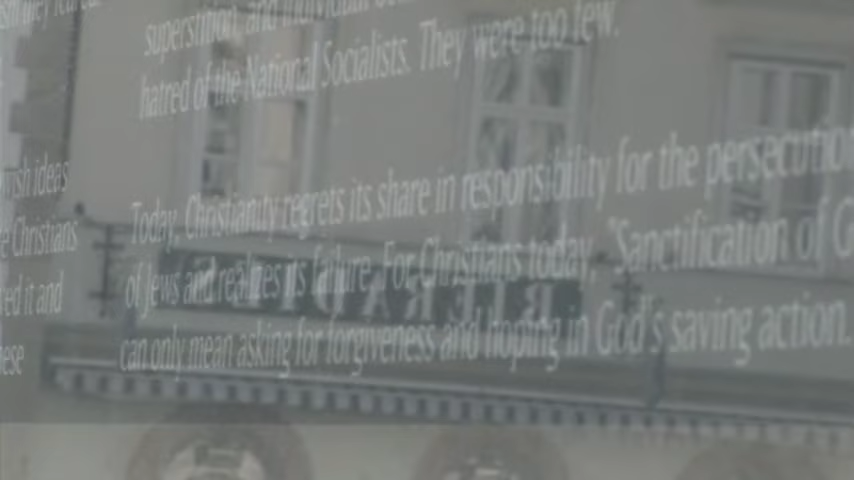 superstition, and individual
hatred of the National Socialists. They were too few.
ideas
Christians
ed it and
Today, Christianity regrets its share in responsibility for the persecution
of Jews and realizes its failure. For Christians today, "Sanctification of G
can only mean asking for forgiveness and hoping in God's saving action.